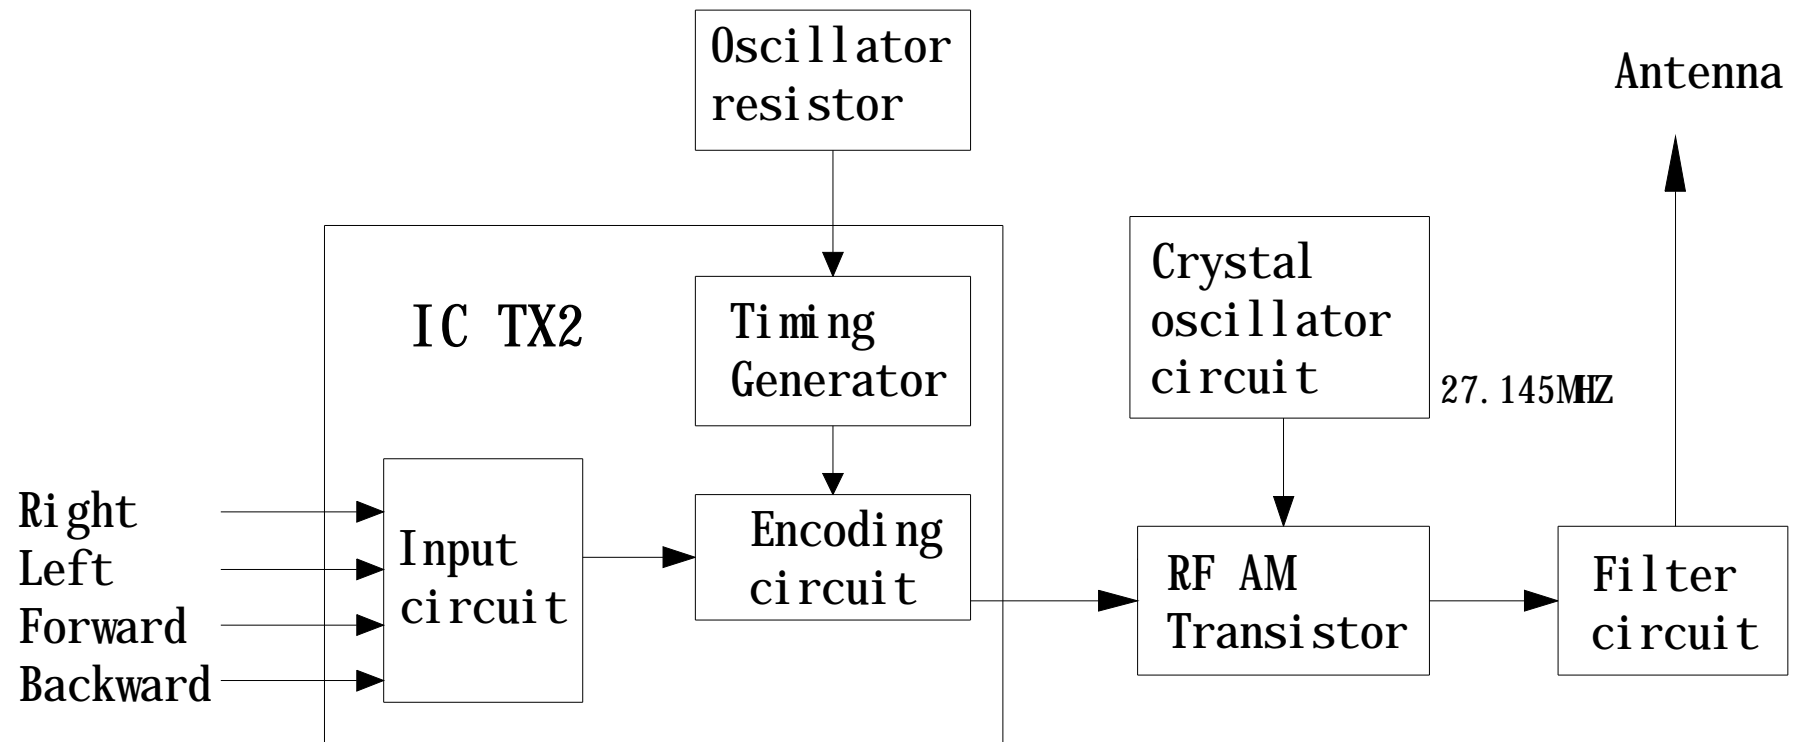 Oscillator
resistor
Antenna
IC TX2
Timing
Generator
Crystal
oscillator
circuit
27.145MHZ
Right
Left
Forward
Backward
Input
circuit
Encoding
circuit
RF AM
Transistor
Filter
circuit